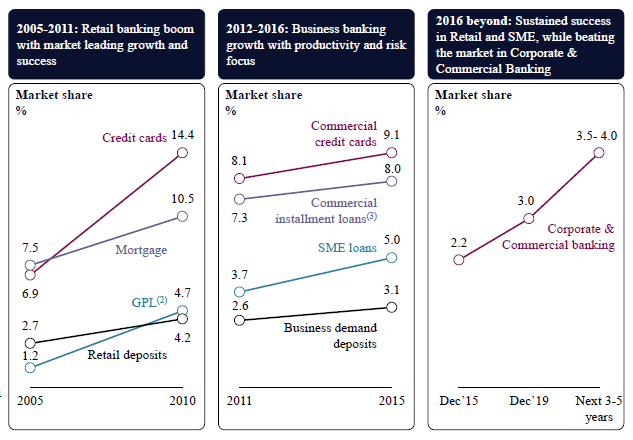 2005-2011: Retail banking boom
with market leading growth and
success
Market share
%
Credit cards
14.4
10.5
7.5
Mortgage
6.9
GPL(2)
4.7
2.7
4.2
1.2
Retail deposits
2005
2010
2012-2016: Business banking
growth with productivity and risk
focus
Market share
%
Commercial
credit cards
9.1
8.1
8.0
7.3
Commercial
installment loans(3)
SME loans
5.0
3.7
3.1
2.6
Business demand
deposits
2011
2015
2016 beyond: Sustained success
in Retail and SME, while beating
the market in Corporate &
Commercial Banking
Market share
%
3.5- 4.0
3.0
2.2
Corporate &
Commercial banking
Dec'15
Dec'19
Next 3-5
years